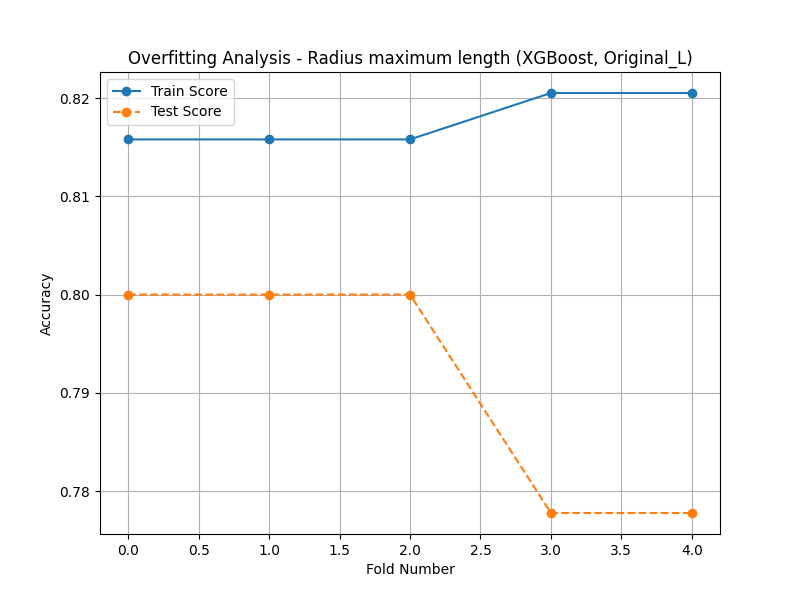 Overfitting Analysis - Radius maximum length (XGBoost, Original_L)
Train Score
Test Score
0.82
0.81
0.80
0.79
0.78
Accuracy
0.0 0.5 1.0 1.5 2.0 2.5 3.0 3.5 4.0
Fold Number